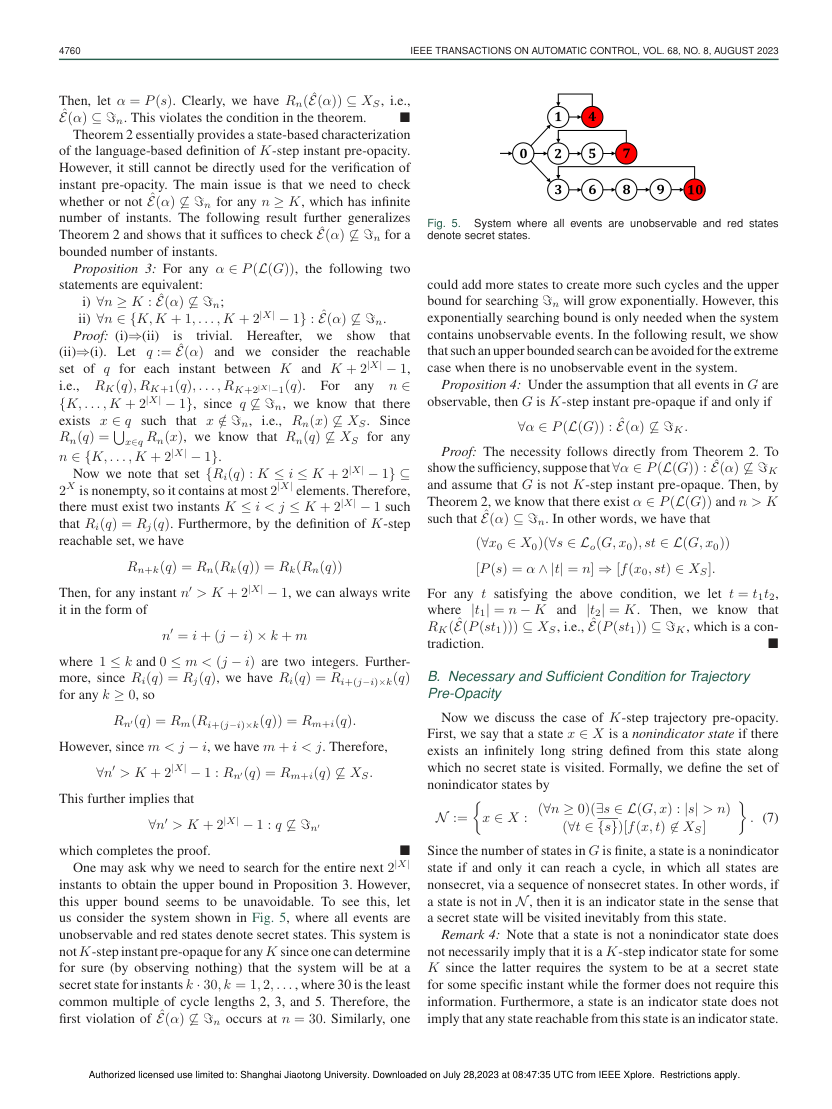 4760
IEEE TRANSACTIONS ON AUTOMATIC CONTROL, VOL. 68, NO. 8, AUGUST 2023
Then, let α = P(s). Clearly, we have Rₙ(Ê(α)) ⊆ X_S, i.e.,
Ê(α) ⊆ ℑₙ. This violates the condition in the theorem. ■
Theorem 2 essentially provides a state-based characterization
of the language-based definition of K-step instant pre-opacity.
However, it still cannot be directly used for the verification of
instant pre-opacity. The main issue is that we need to check
whether or not Ê(α) ⊈ ℑₙ for any n ≥ K, which has infinite
number of instants. The following result further generalizes
Theorem 2 and shows that it suffices to check Ê(α) ⊈ ℑₙ for a
bounded number of instants.
Proposition 3: For any α ∈ P(L(G)), the following two
statements are equivalent:
i) ∀n ≥ K : Ê(α) ⊈ ℑₙ;
ii) ∀n ∈ {K, K + 1, . . . , K + 2^|X| − 1} : Ê(α) ⊈ ℑₙ.
Proof: (i)⇒(ii) is trivial. Hereafter, we show that
(ii)⇒(i). Let q := Ê(α) and we consider the reachable
set of q for each instant between K and K + 2^|X| − 1,
i.e., R_K(q), R_{K+1}(q), . . . , R_{K+2^|X|−1}(q). For any n ∈
{K, . . . , K + 2^|X| − 1}, since q ⊈ ℑₙ, we know that there
exists x ∈ q such that x ∉ ℑₙ, i.e., Rₙ(x) ⊈ X_S. Since
Rₙ(q) = ⋃_{x∈q} Rₙ(x), we know that Rₙ(q) ⊈ X_S for any
n ∈ {K, . . . , K + 2^|X| − 1}.
Now we note that set {R_i(q) : K ≤ i ≤ K + 2^|X| − 1} ⊆
2^X is nonempty, so it contains at most 2^|X| elements. Therefore,
there must exist two instants K ≤ i < j ≤ K + 2^|X| − 1 such
that R_i(q) = R_j(q). Furthermore, by the definition of K-step
reachable set, we have
R_{n+k}(q) = Rₙ(R_k(q)) = R_k(Rₙ(q))
Then, for any instant n′ > K + 2^|X| − 1, we can always write
it in the form of
n′ = i + (j − i) × k + m
where 1 ≤ k and 0 ≤ m < (j − i) are two integers. Further-
more, since R_i(q) = R_j(q), we have R_i(q) = R_{i+(j−i)×k}(q)
for any k ≥ 0, so
R_{n′}(q) = R_m(R_{i+(j−i)×k}(q)) = R_{m+i}(q).
However, since m < j − i, we have m + i < j. Therefore,
∀n′ > K + 2^|X| − 1 : R_{n′}(q) = R_{m+i}(q) ⊈ X_S.
This further implies that
∀n′ > K + 2^|X| − 1 : q ⊈ ℑ_{n′}
which completes the proof. ■
One may ask why we need to search for the entire next 2^|X|
instants to obtain the upper bound in Proposition 3. However,
this upper bound seems to be unavoidable. To see this, let
us consider the system shown in Fig. 5, where all events are
unobservable and red states denote secret states. This system is
not K-step instant pre-opaque for any K since one can determine
for sure (by observing nothing) that the system will be at a
secret state for instants k · 30, k = 1, 2, . . . , where 30 is the least
common multiple of cycle lengths 2, 3, and 5. Therefore, the
first violation of Ê(α) ⊈ ℑₙ occurs at n = 30. Similarly, one
1 4
0 2 5 7
3 6 8 9 10
Fig. 5. System where all events are unobservable and red states
denote secret states.
could add more states to create more such cycles and the upper
bound for searching ℑₙ will grow exponentially. However, this
exponentially searching bound is only needed when the system
contains unobservable events. In the following result, we show
that such an upper bounded search can be avoided for the extreme
case when there is no unobservable event in the system.
Proposition 4: Under the assumption that all events in G are
observable, then G is K-step instant pre-opaque if and only if
∀α ∈ P(L(G)) : Ê(α) ⊈ ℑ_K.
Proof: The necessity follows directly from Theorem 2. To
show the sufficiency, suppose that ∀α ∈ P(L(G)) : Ê(α) ⊈ ℑ_K
and assume that G is not K-step instant pre-opaque. Then, by
Theorem 2, we know that there exist α ∈ P(L(G)) and n > K
such that Ê(α) ⊆ ℑₙ. In other words, we have that
(∀x₀ ∈ X₀)(∀s ∈ L_o(G, x₀), st ∈ L(G, x₀))
[P(s) = α ∧ |t| = n] ⇒ [f(x₀, st) ∈ X_S].
For any t satisfying the above condition, we let t = t₁t₂,
where |t₁| = n − K and |t₂| = K. Then, we know that
R_K(Ê(P(st₁))) ⊆ X_S, i.e., Ê(P(st₁)) ⊆ ℑ_K, which is a con-
tradiction. ■
B. Necessary and Sufficient Condition for Trajectory
Pre-Opacity
Now we discuss the case of K-step trajectory pre-opacity.
First, we say that a state x ∈ X is a nonindicator state if there
exists an infinitely long string defined from this state along
which no secret state is visited. Formally, we define the set of
nonindicator states by
N := { x ∈ X : (∀n ≥ 0)(∃s ∈ L(G, x) : |s| > n)
(∀t ∈ \overline{{s}})[f(x, t) ∉ X_S] } . (7)
Since the number of states in G is finite, a state is a nonindicator
state if and only it can reach a cycle, in which all states are
nonsecret, via a sequence of nonsecret states. In other words, if
a state is not in N, then it is an indicator state in the sense that
a secret state will be visited inevitably from this state.
Remark 4: Note that a state is not a nonindicator state does
not necessarily imply that it is a K-step indicator state for some
K since the latter requires the system to be at a secret state
for some specific instant while the former does not require this
information. Furthermore, a state is an indicator state does not
imply that any state reachable from this state is an indicator state.
Authorized licensed use limited to: Shanghai Jiaotong University. Downloaded on July 28,2023 at 08:47:35 UTC from IEEE Xplore. Restrictions apply.